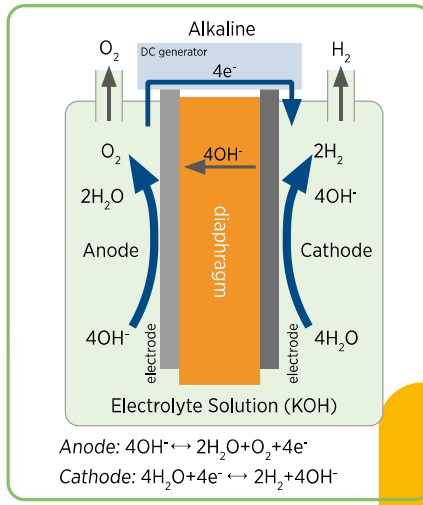 Alkaline
O₂
DC generator
H₂
4e⁻
O₂
4OH⁻
2H₂
2H₂O
4OH⁻
diaphragm
Anode
Cathode
4OH⁻
electrode
electrode
4H₂O
Electrolyte Solution (KOH)
Anode: 4OH⁻↔ 2H₂O+O₂+4e⁻
Cathode: 4H₂O+4e⁻ ↔ 2H₂+4OH⁻